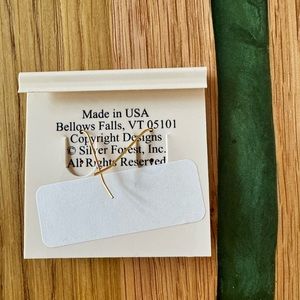 Made in USA
Bellows Falls, VT 05101
Copyright Designs
© Silver Forest, Inc.
All Rights Reserved